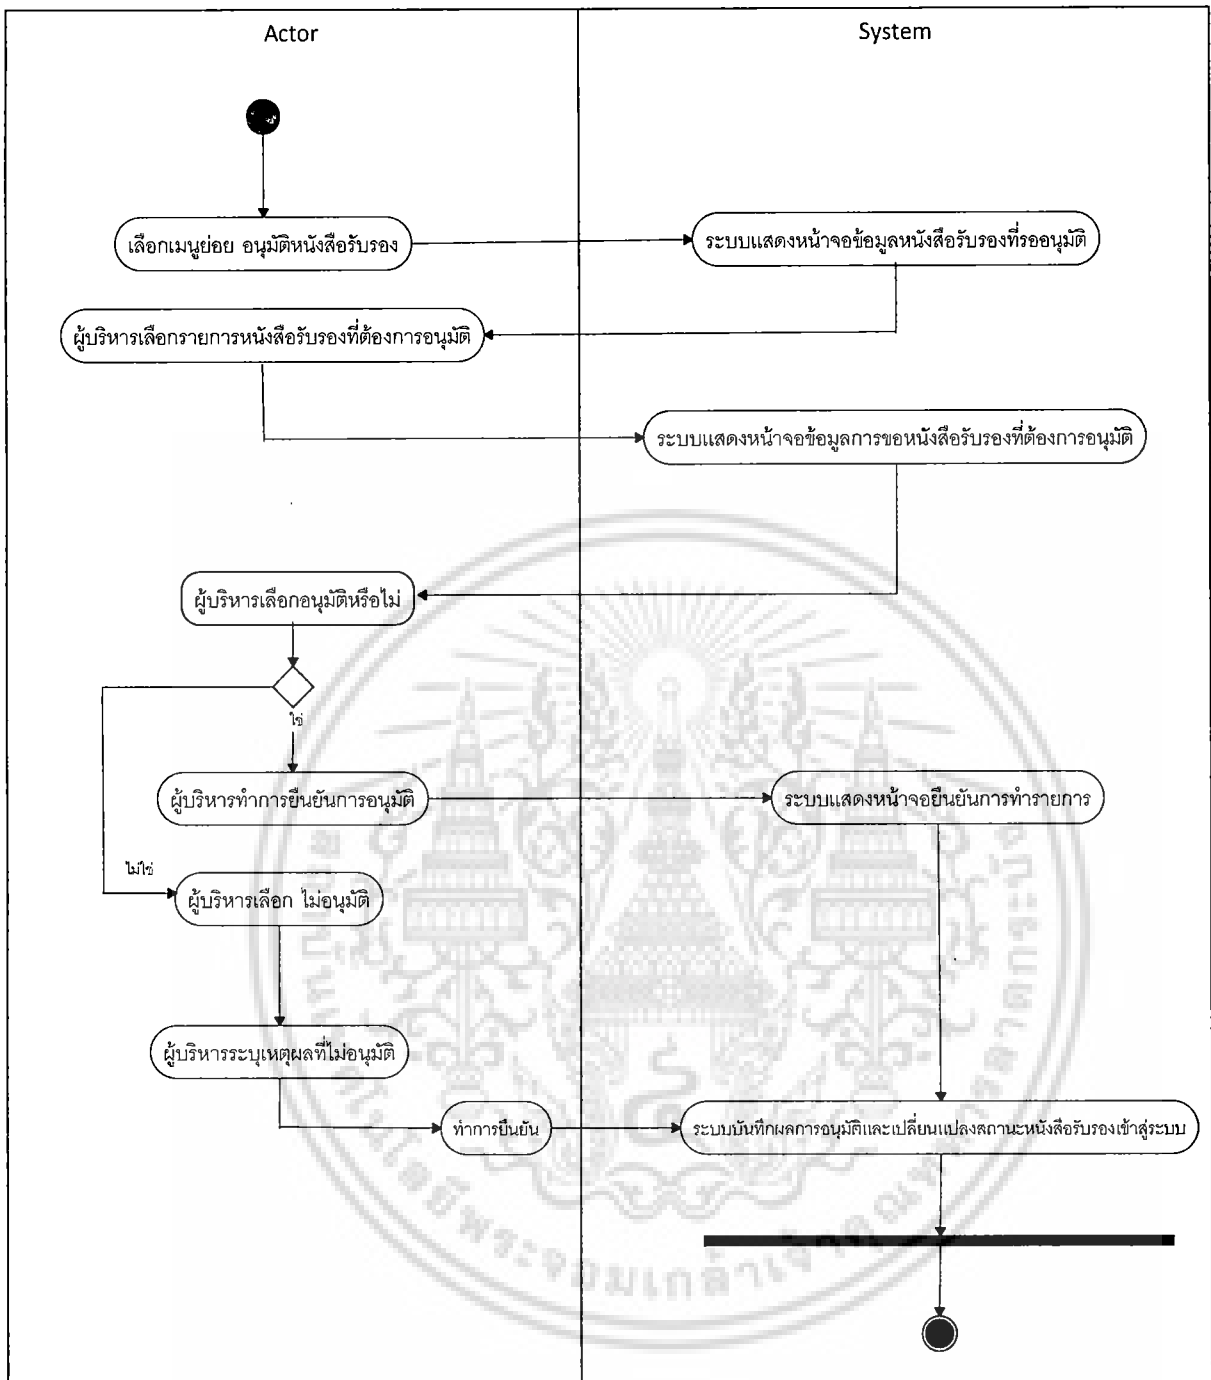 Actor
System
เลือกเมนูย่อย อนุมัติหนังสือรับรอง
ระบบแสดงหน้าจอข้อมูลหนังสือรับรองที่รออนุมัติ
ผู้บริหารเลือกรายการหนังสือรับรองที่ต้องการอนุมัติ
ระบบแสดงหน้าจอข้อมูลการขอหนังสือรับรองที่ต้องการอนุมัติ
ผู้บริหารเลือกอนุมัติหรือไม่
ใช่
ผู้บริหารทำการยืนยันการอนุมัติ
ระบบแสดงหน้าจอยืนยันการทำรายการ
ไม่ใช่
ผู้บริหารเลือก ไม่อนุมัติ
ผู้บริหารระบุเหตุผลที่ไม่อนุมัติ
ทำการยืนยัน
ระบบบันทึกผลการอนุมัติและเปลี่ยนแปลงสถานะหนังสือรับรองเข้าสู่ระบบ